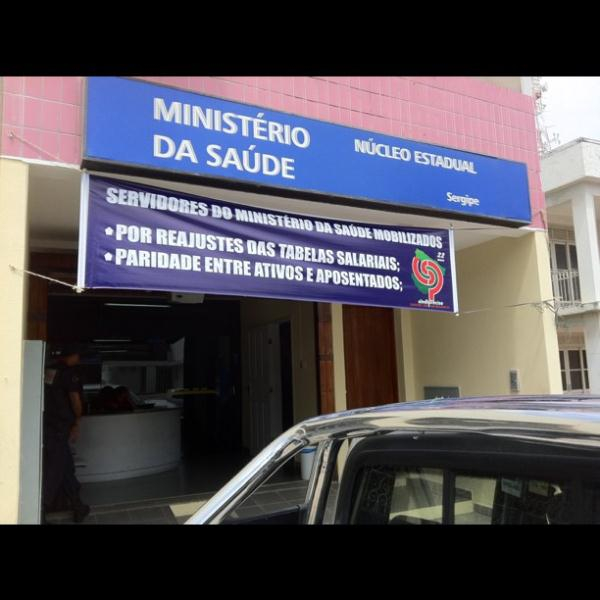 MINISTÉRIO
DA SAÚDE
NÚCLEO ESTADUAL
Sergipe
SERVIDORES DO MINISTÉRIO DA SAÚDE MOBILIZADOS
• POR REAJUSTES DAS TABELAS SALARIAIS;
• PARIDADE ENTRE ATIVOS E APOSENTADOS;
22